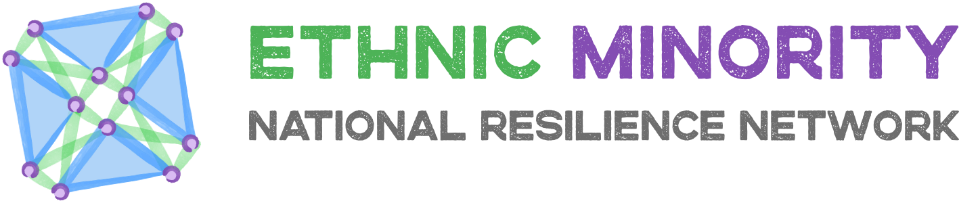 ETHNIC MINORITY
NATIONAL RESILIENCE NETWORK